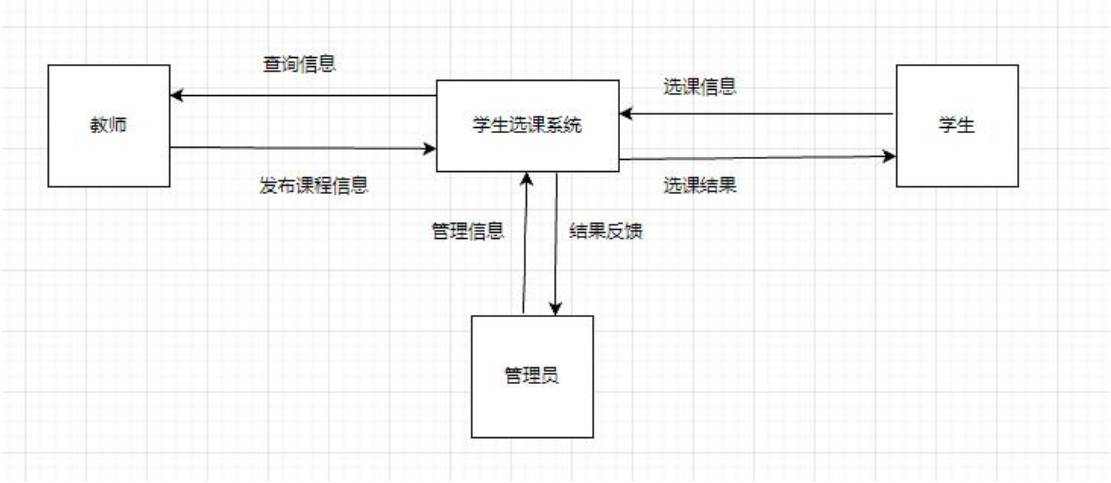 查询信息
选课信息
教师
学生选课系统
学生
发布课程信息
选课结果
管理信息
结果反馈
管理员